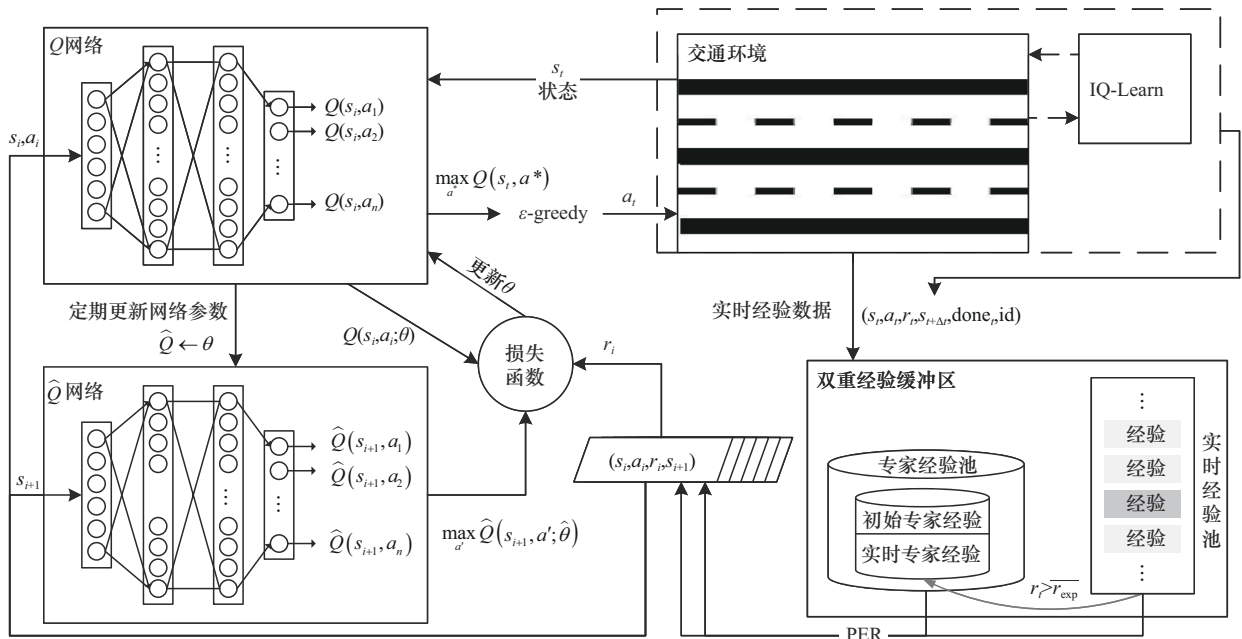 Q网络
Q(s_i,a_1)
Q(s_i,a_2)
…
…
…
Q(s_i,a_n)
s_i,a_i
s_t
状态
max Q(s_t,a*)
a*
ε-greedy
a_t
交通环境
IQ-Learn
定期更新网络参数
Q̂←θ
更新θ
Q(s_i,a_i;θ)
损失
函数
r_i
实时经验数据
(s_t,a_t,r_t,s_{t+Δt},done_t,id)
Q̂网络
Q̂(s_{i+1},a_1)
Q̂(s_{i+1},a_2)
…
…
…
Q̂(s_{i+1},a_n)
s_{i+1}
max Q̂(s_{i+1},a′;θ̂)
a′
(s_i,a_i,r_i,s_{i+1})
双重经验缓冲区
专家经验池
初始专家经验
实时专家经验
…
经验
经验
经验
经验
…
实时经验池
r_t>\overline{r_{exp}}
PER